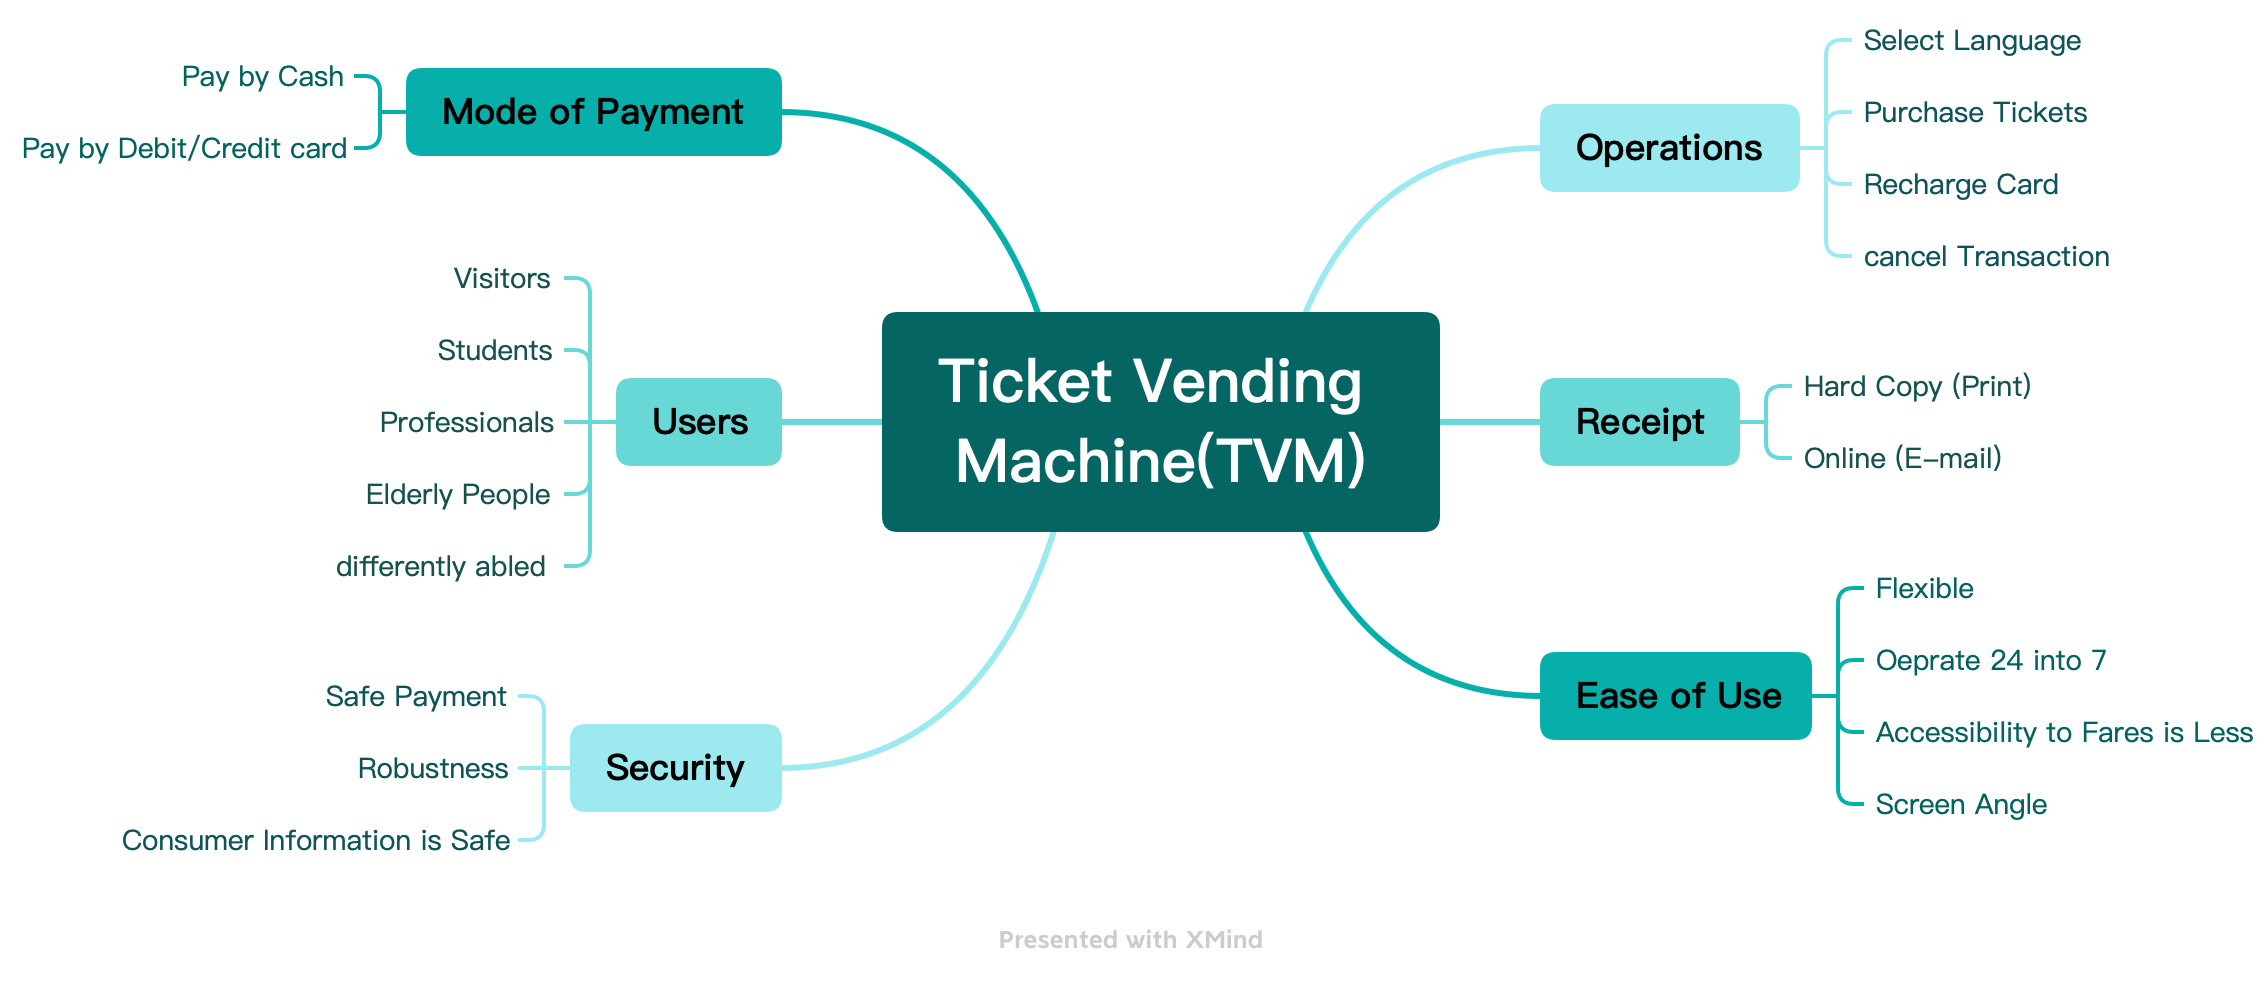 Ticket Vending
Machine(TVM)
Mode of Payment
Pay by Cash
Pay by Debit/Credit card
Users
Visitors
Students
Professionals
Elderly People
differently abled
Security
Safe Payment
Robustness
Consumer Information is Safe
Operations
Select Language
Purchase Tickets
Recharge Card
cancel Transaction
Receipt
Hard Copy (Print)
Online (E-mail)
Ease of Use
Flexible
Oeprate 24 into 7
Accessibility to Fares is Less
Screen Angle
Presented with XMind